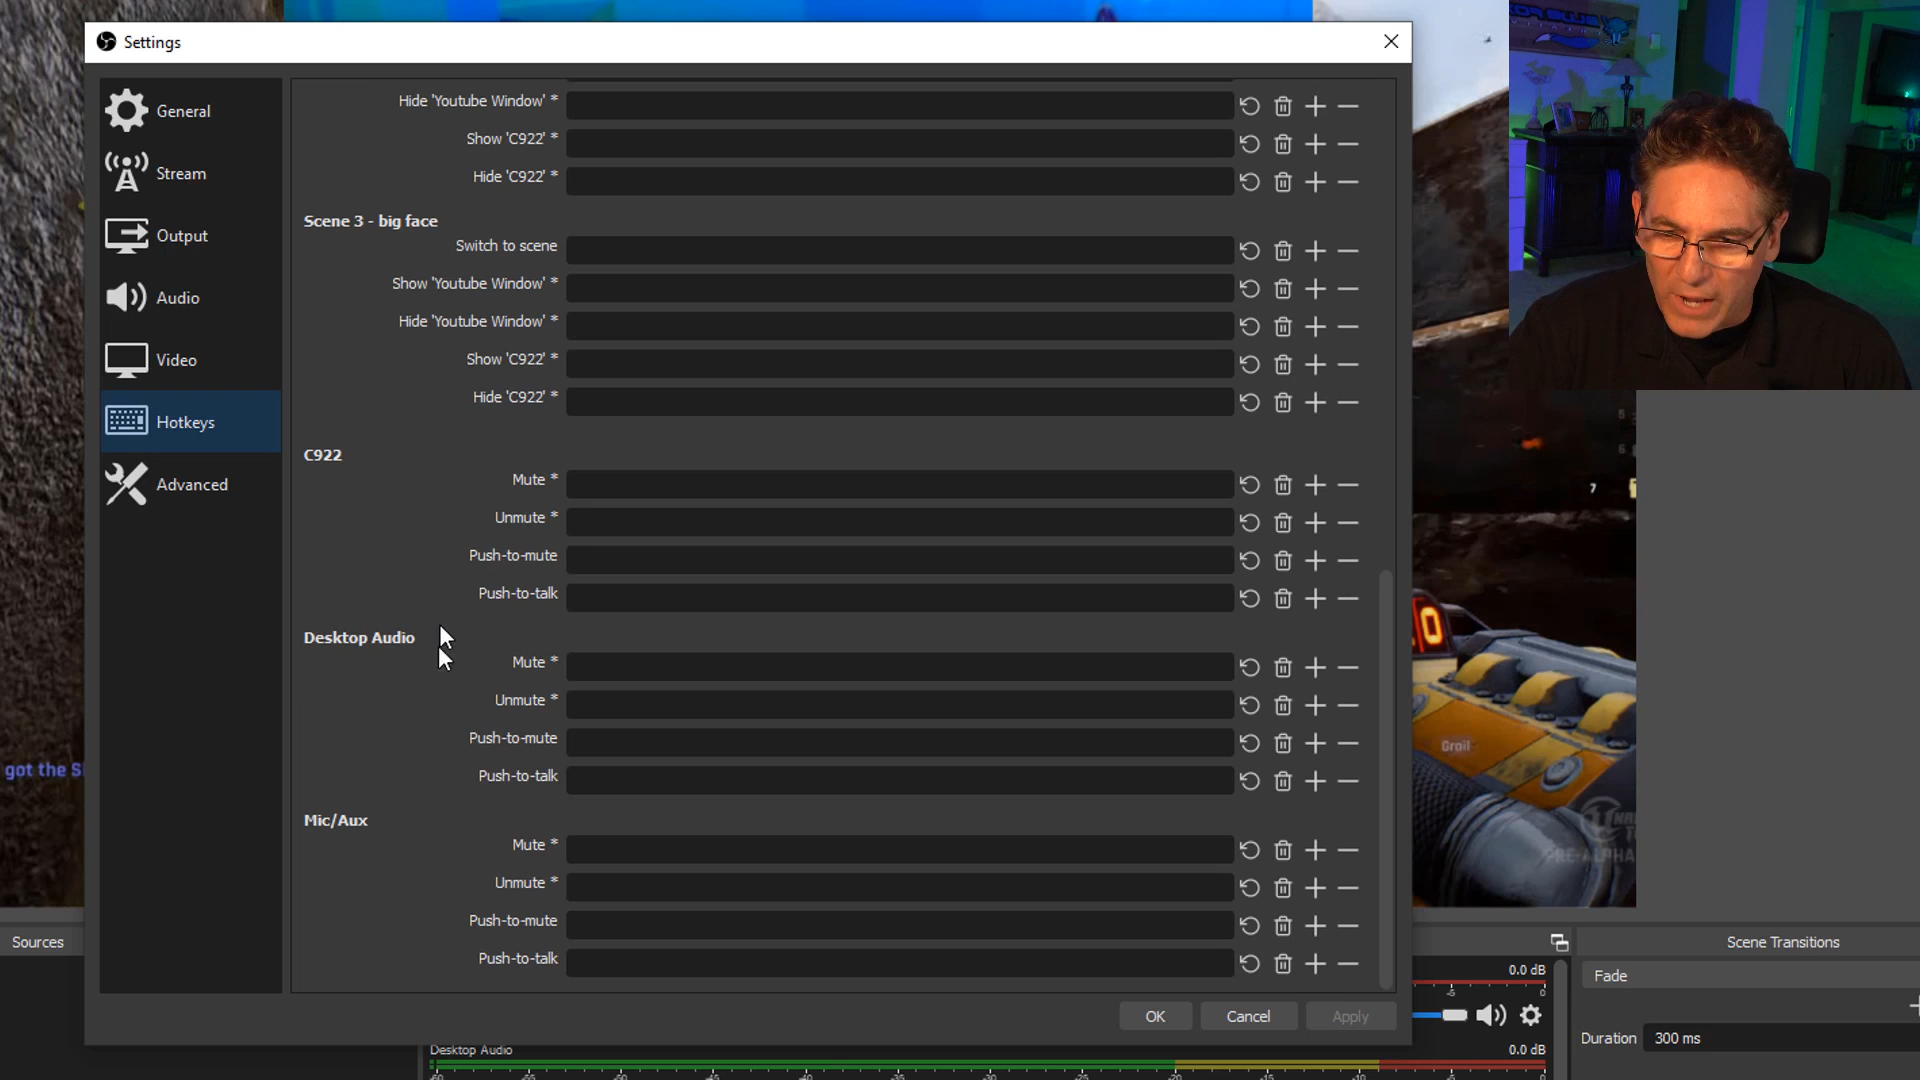 Settings
General
Stream
Output
Audio
Video
Hotkeys
Advanced
Hide 'Youtube Window' *
Show 'C922' *
Hide 'C922' *
Scene 3 - big face
Switch to scene
Show 'Youtube Window' *
Hide 'Youtube Window' *
Show 'C922' *
Hide 'C922' *
C922
Mute *
Unmute *
Push-to-mute
Push-to-talk
Desktop Audio
Mute *
Unmute *
Push-to-mute
Push-to-talk
Mic/Aux
Mute *
Unmute *
Push-to-mute
Push-to-talk
OK Cancel Apply
got the S
Groil
PRE-ALPHA
Sources
Scene Transitions
0.0 dB
Fade
Duration 300 ms
Desktop Audio 0.0 dB